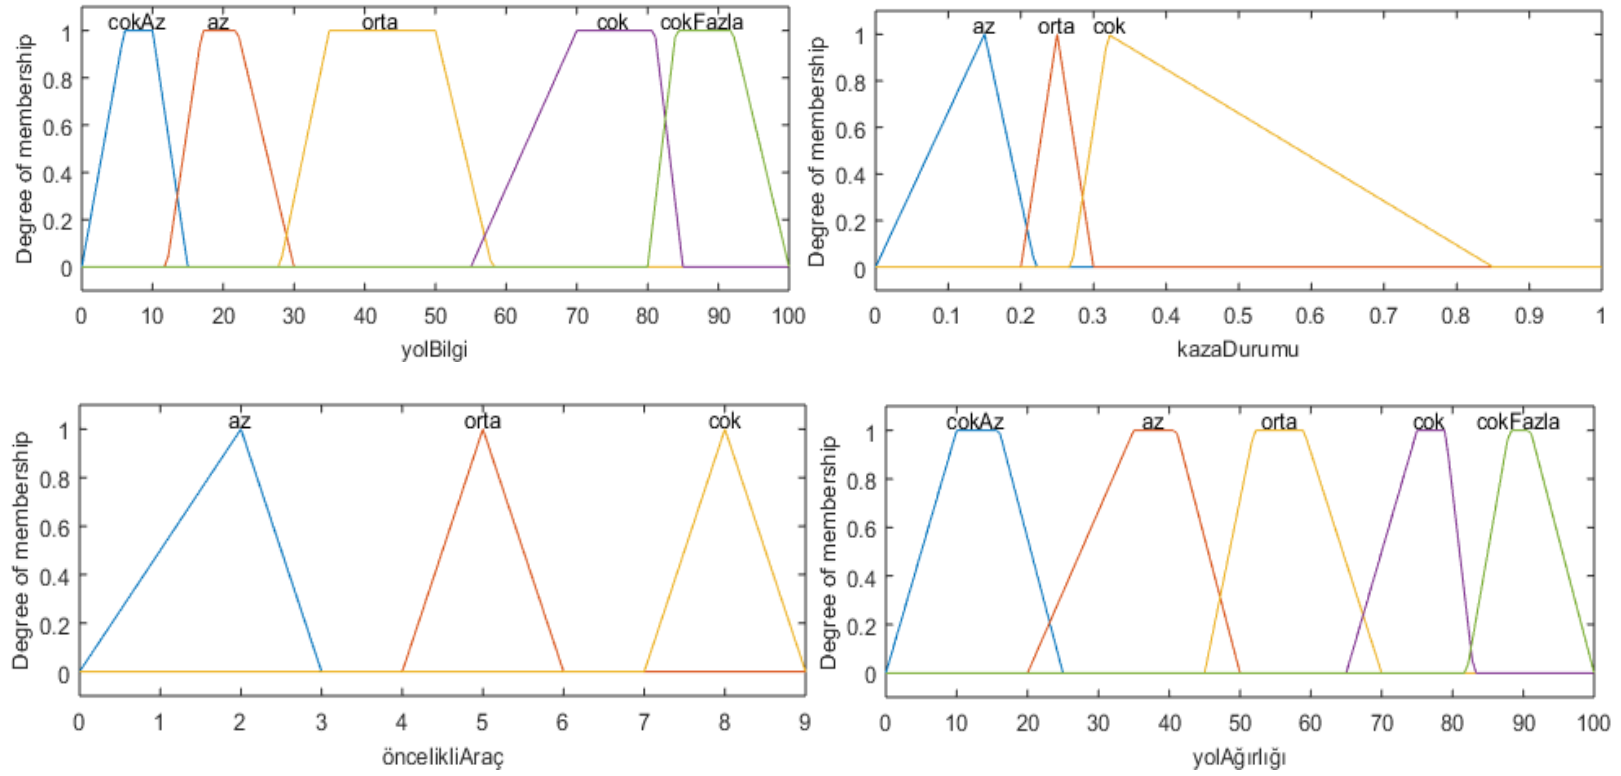 cokAz az orta cok cokFazla
1
0.8
0.6
0.4
0.2
0
Degree of membership
0 10 20 30 40 50 60 70 80 90 100
yolBilgi
az orta cok
1
0.8
0.6
0.4
0.2
0
Degree of membership
0 0.1 0.2 0.3 0.4 0.5 0.6 0.7 0.8 0.9 1
kazaDurumu
az orta cok
1
0.8
0.6
0.4
0.2
0
Degree of membership
0 1 2 3 4 5 6 7 8 9
öncelikliAraç
cokAz az orta cok cokFazla
1
0.8
0.6
0.4
0.2
0
Degree of membership
0 10 20 30 40 50 60 70 80 90 100
yolAğırlığı